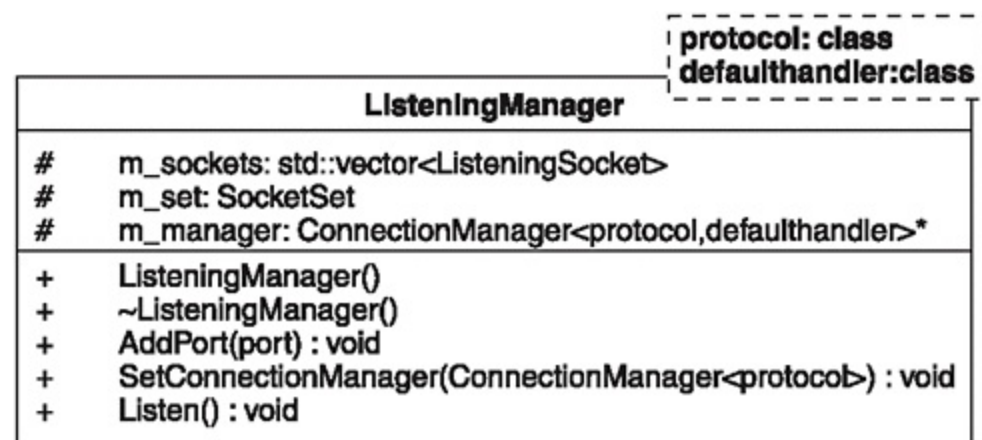 protocol: class
defaulthandler:class
ListeningManager
# m_sockets: std::vector<ListeningSocket>
# m_set: SocketSet
# m_manager: ConnectionManager<protocol,defaulthandler>*
+ ListeningManager()
+ ~ListeningManager()
+ AddPort(port) : void
+ SetConnectionManager(ConnectionManager<protocol>) : void
+ Listen() : void